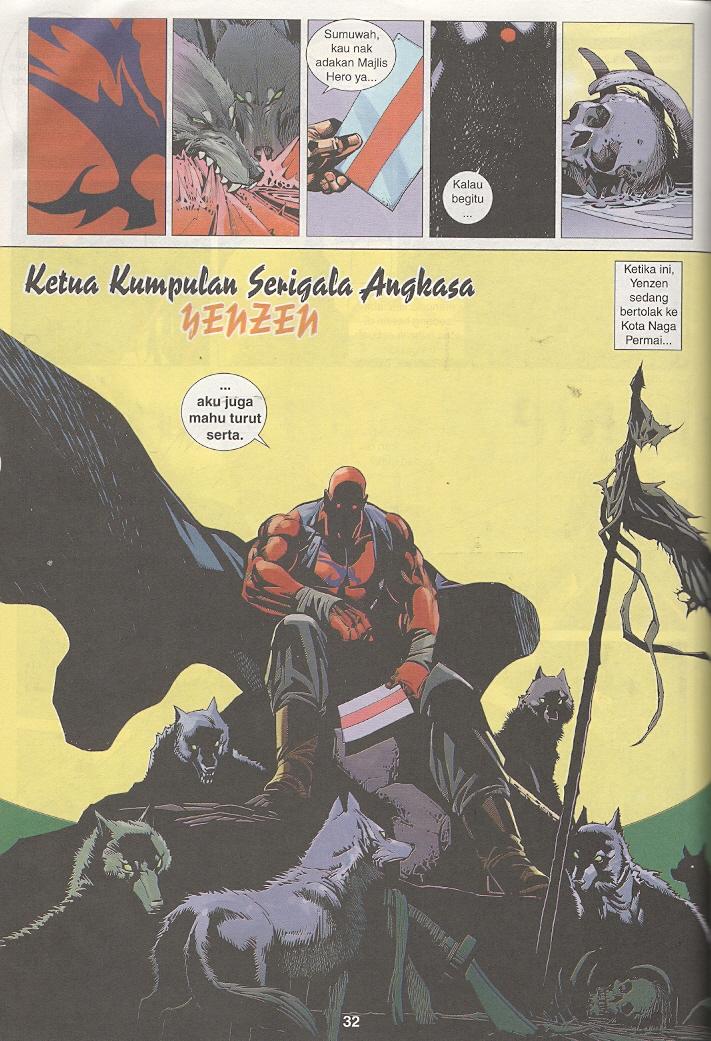 Sumuwah,
kau nak
adakan Majlis
Hero ya...
Kalau
begitu
...
Ketua Kumpulan Serigala Angkasa
YENZEN
Ketika ini,
Yenzen
sedang
bertolak ke
Kota Naga
Permai...
...
aku juga
mahu turut
serta.
32